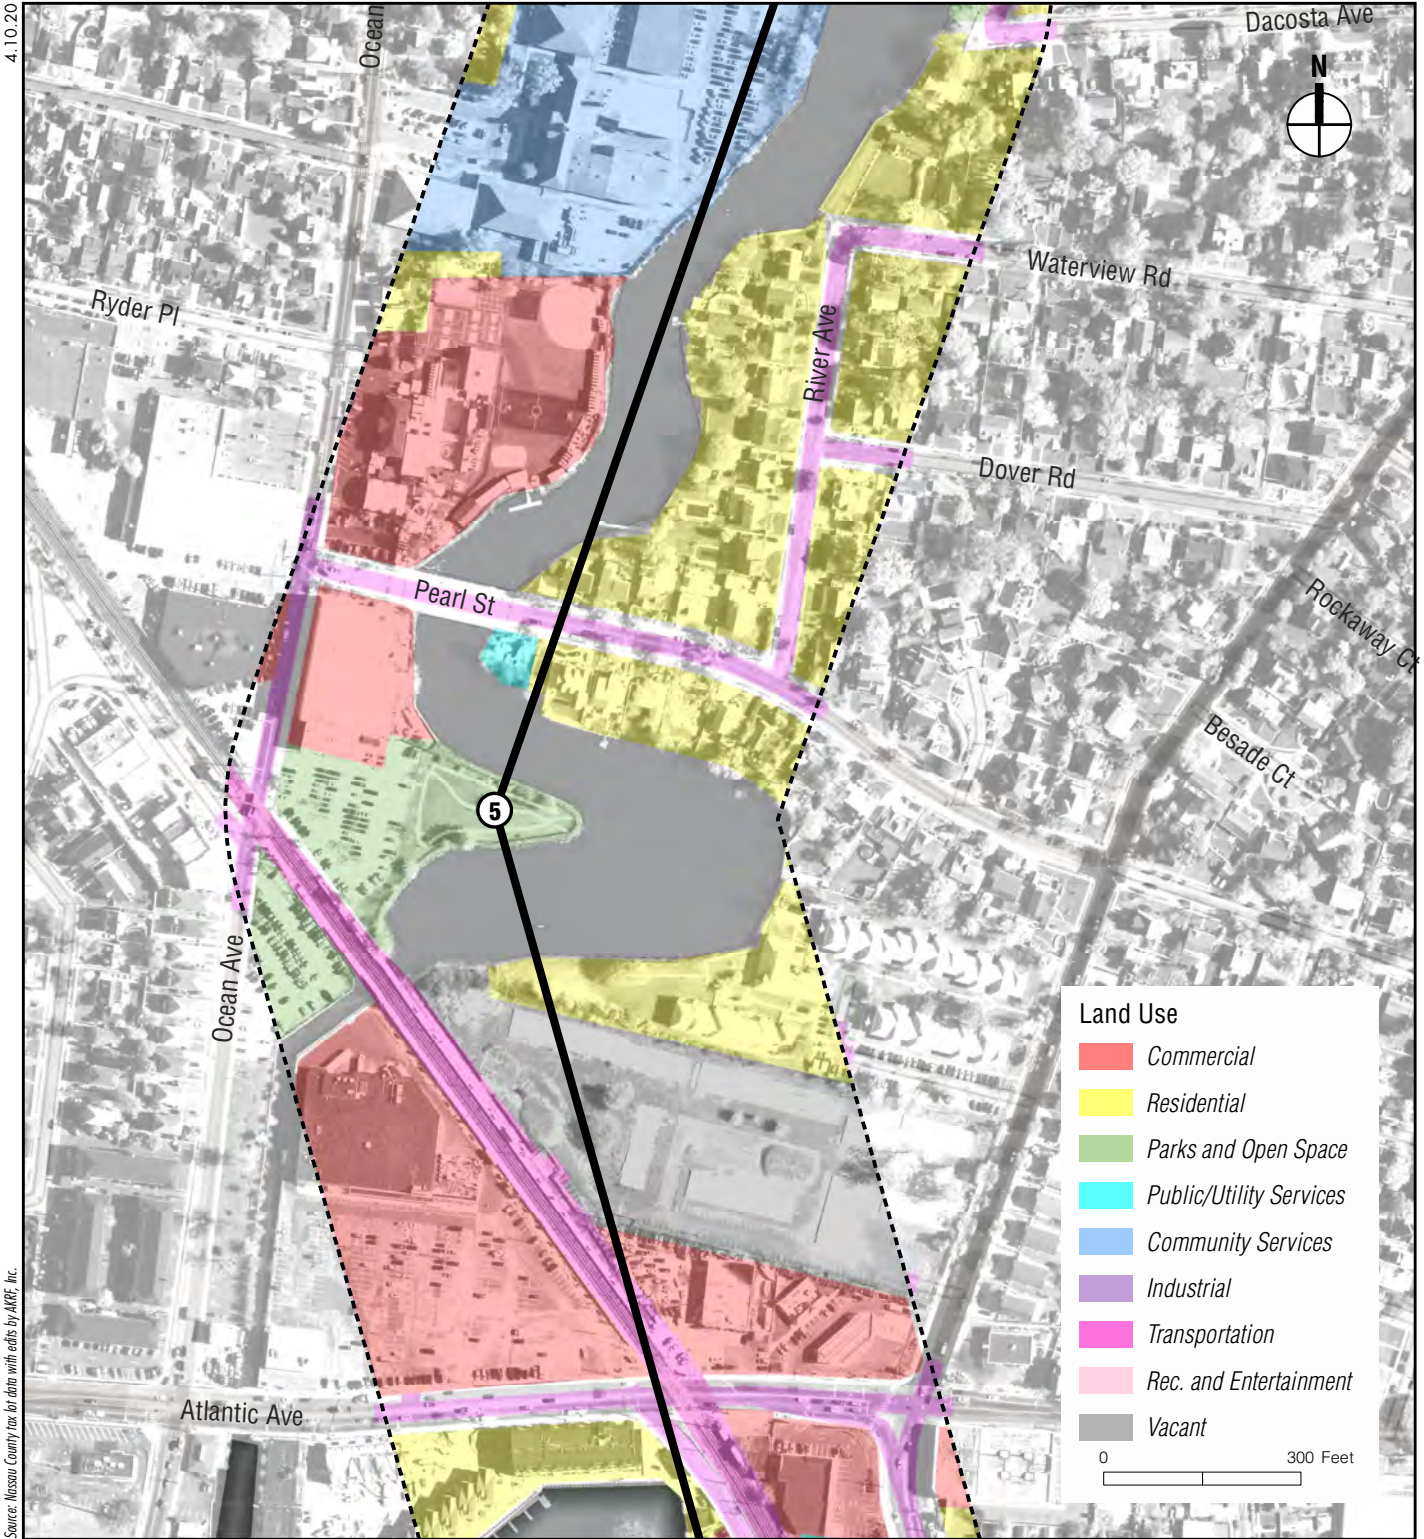 4.10.20
Ocean
Dacosta Ave
N
Waterview Rd
Ryder Pl
River Ave
Dover Rd
Pearl St
Rockaway Ct
Besade Ct
5
Ocean Ave
Land Use
Commercial
Residential
Parks and Open Space
Public/Utility Services
Community Services
Industrial
Transportation
Rec. and Entertainment
Vacant
0 300 Feet
Atlantic Ave
Source: Nassau County tax lot data with edits by AKRF, Inc.